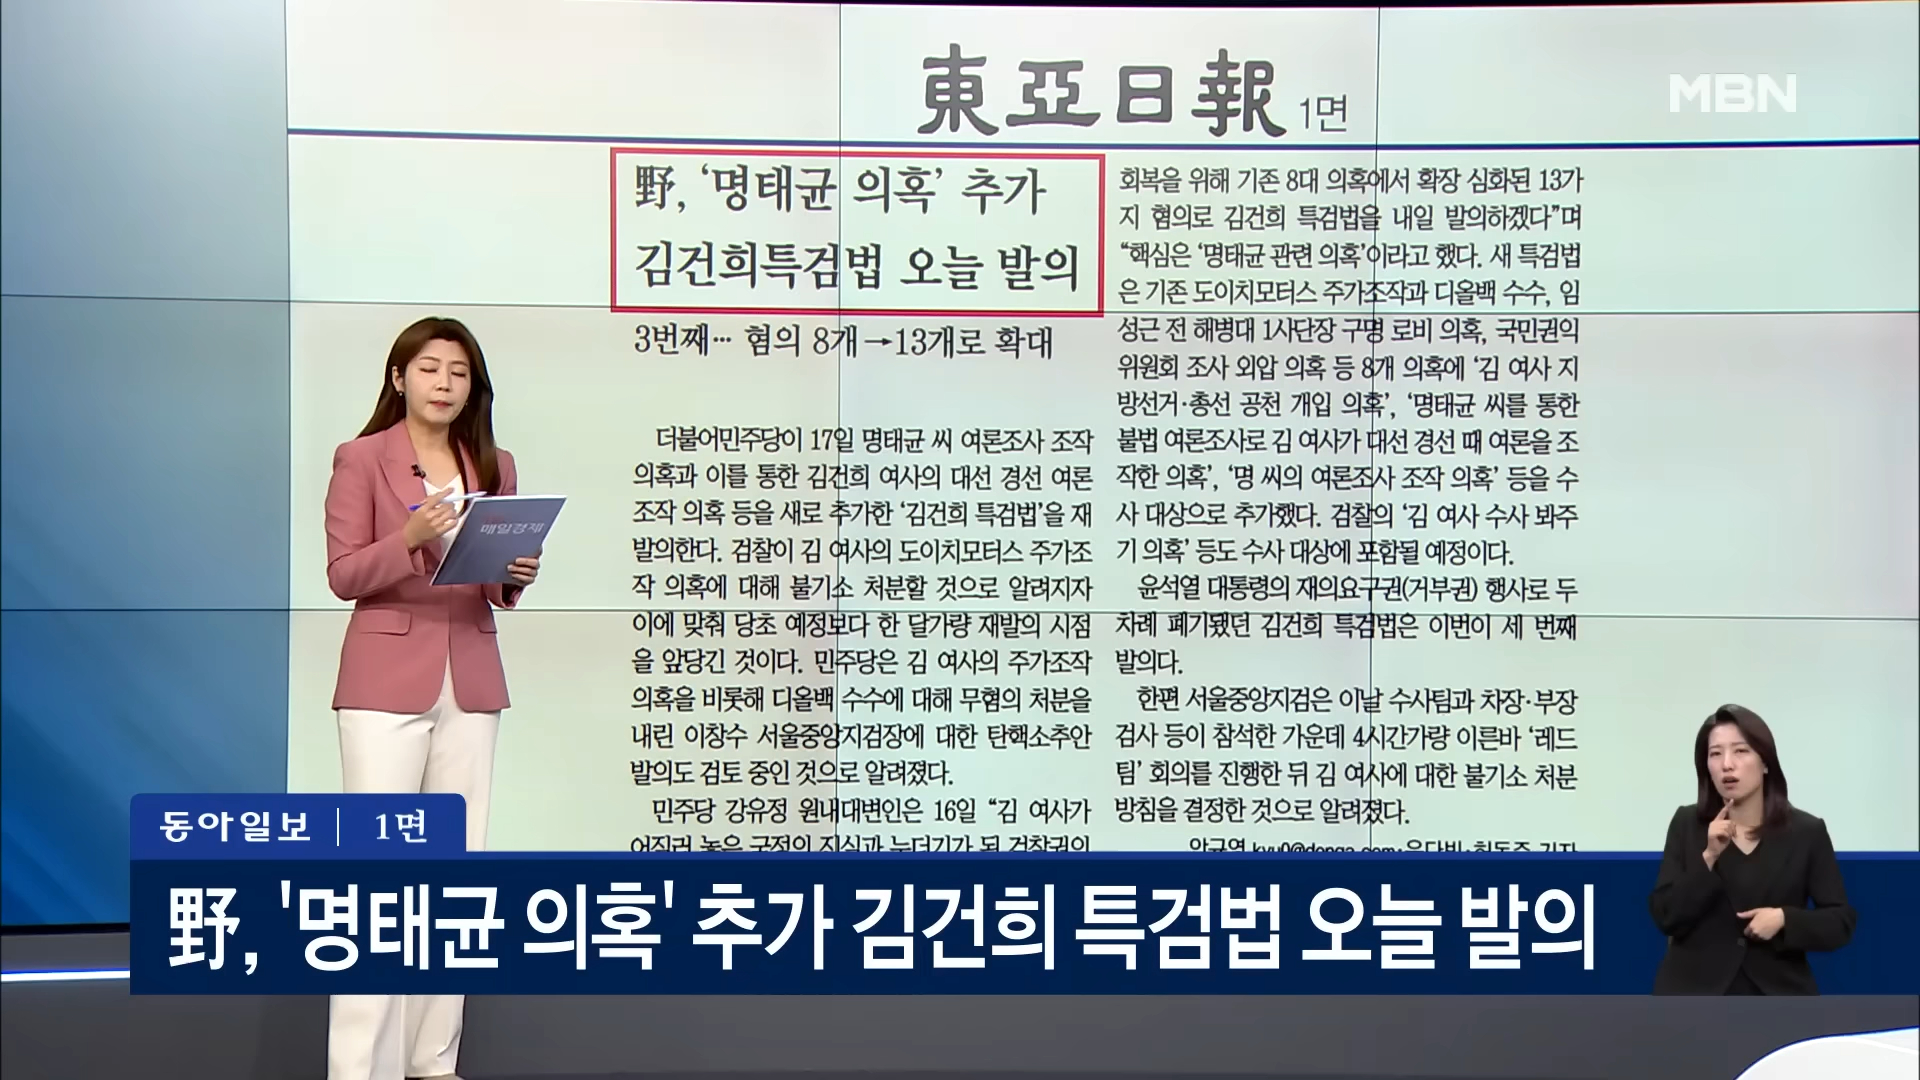 東亞日報 1면
MBN
野, ‘명태균 의혹’ 추가
김건희특검법 오늘 발의
3번째… 혐의 8개→13개로 확대
더불어민주당이 17일 명태균 씨 여론조사 조작
의혹과 이를 통한 김건희 여사의 대선 경선 여론
조작 의혹 등을 새로 추가한 ‘김건희 특검법’을 재
발의한다. 검찰이 김 여사의 도이치모터스 주가조
작 의혹에 대해 불기소 처분할 것으로 알려지자
이에 맞춰 당초 예정보다 한 달가량 재발의 시점
을 앞당긴 것이다. 민주당은 김 여사의 주가조작
의혹을 비롯해 디올백 수수에 대해 무혐의 처분을
내린 이창수 서울중앙지검장에 대한 탄핵소추안
발의도 검토 중인 것으로 알려졌다.
민주당 강유정 원내대변인은 16일 “김 여사가
어질러 놓은 국정의 진실과 누더기가 된 검찰권의
회복을 위해 기존 8대 의혹에서 확장 심화된 13가
지 혐의로 김건희 특검법을 내일 발의하겠다”며
“핵심은 ‘명태균 관련 의혹’이라고 했다. 새 특검법
은 기존 도이치모터스 주가조작과 디올백 수수, 임
성근 전 해병대 1사단장 구명 로비 의혹, 국민권익
위원회 조사 외압 의혹 등 8개 의혹에 ‘김 여사 지
방선거·총선 공천 개입 의혹’, ‘명태균 씨를 통한
불법 여론조사로 김 여사가 대선 경선 때 여론을 조
작한 의혹’, ‘명 씨의 여론조사 조작 의혹’ 등을 수
사 대상으로 추가했다. 검찰의 ‘김 여사 수사 봐주
기 의혹’ 등도 수사 대상에 포함될 예정이다.
윤석열 대통령의 재의요구권(거부권) 행사로 두
차례 폐기됐던 김건희 특검법은 이번이 세 번째
발의다.
한편 서울중앙지검은 이날 수사팀과 차장·부장
검사 등이 참석한 가운데 4시간가량 이른바 ‘레드
팀’ 회의를 진행한 뒤 김 여사에 대한 불기소 처분
방침을 결정한 것으로 알려졌다.
매일경제
동아일보 | 1면
野, '명태균 의혹' 추가 김건희 특검법 오늘 발의